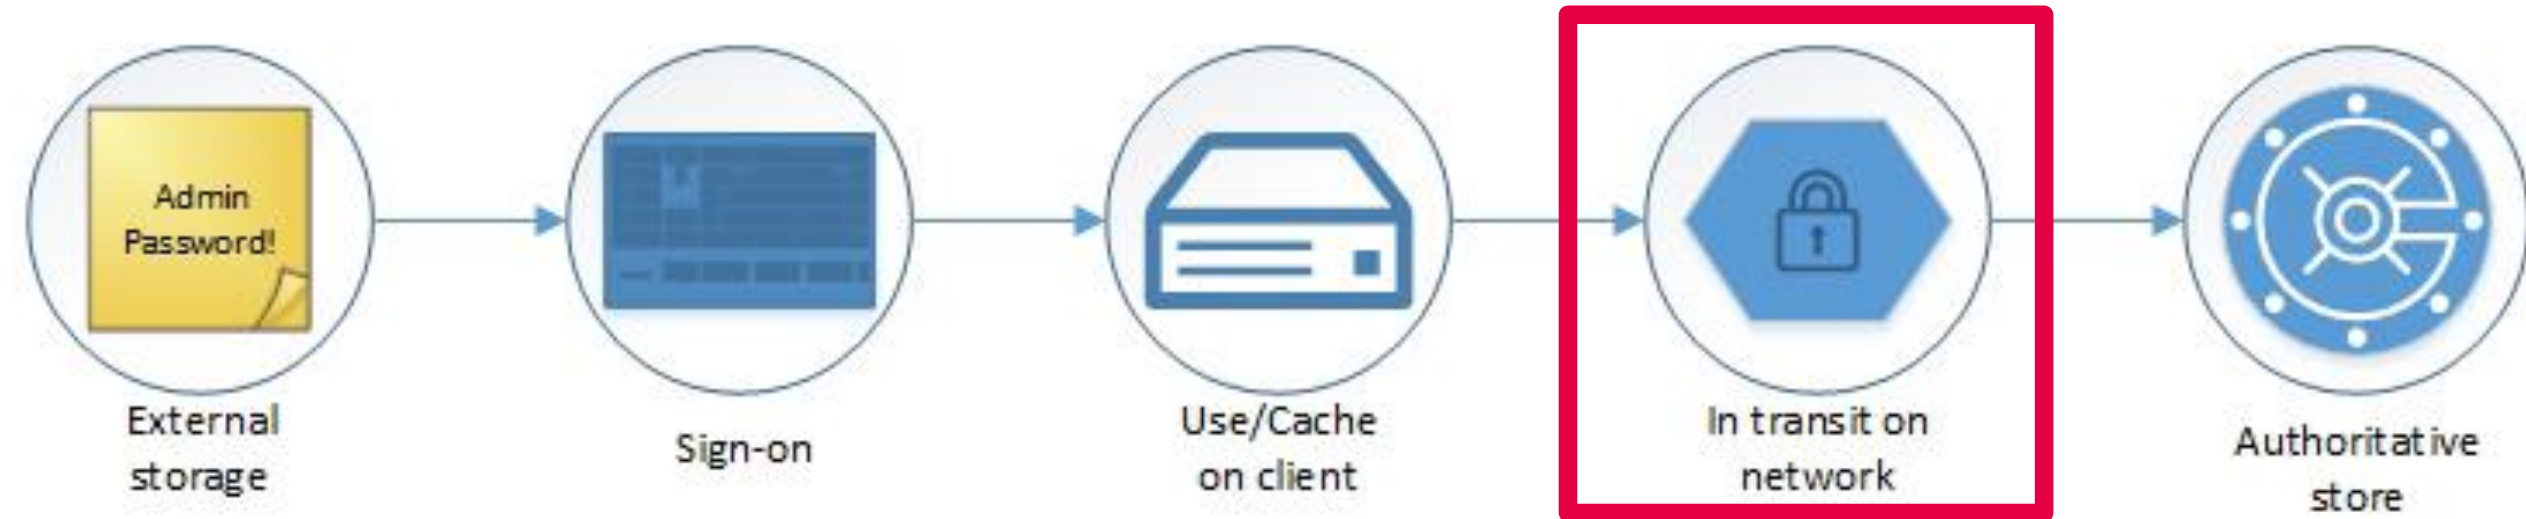 Admin
Password!
External
storage
Sign-on
Use/Cache
on client
In transit on
network
Authoritative
store